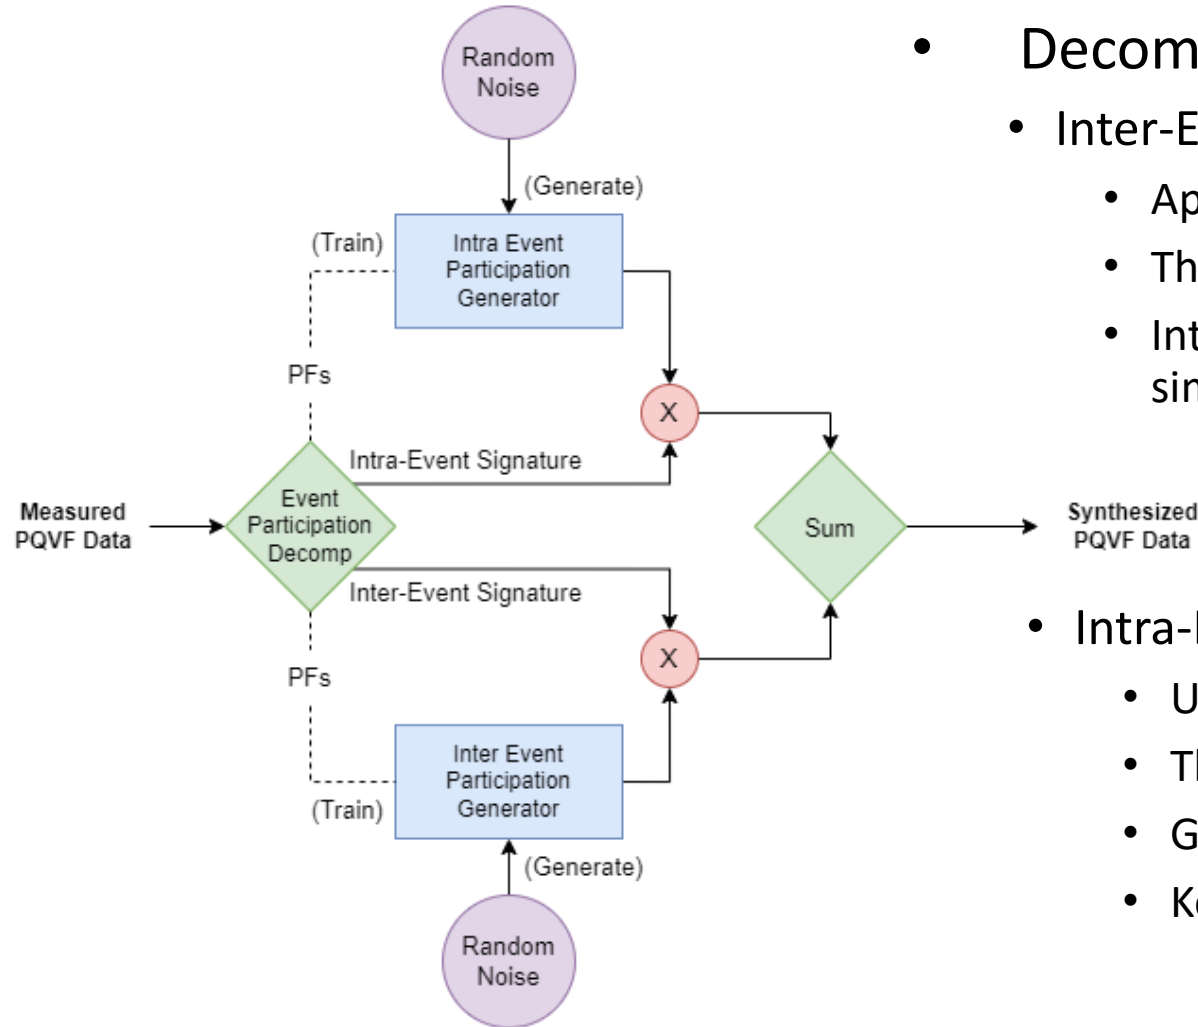 Random
Noise
(Generate)
(Train)
Intra Event
Participation
Generator
PFs
X
Intra-Event Signature
Measured
PQVF Data
Event
Participation
Decomp
Sum
Synthesized
PQVF Data
Inter-Event Signature
X
PFs
Inter Event
Participation
Generator
(Train)
(Generate)
Random
Noise
• Decom
• Inter-E
• Ap
• Th
• Int
sin
• Intra-
• U
• Th
• G
• Ke